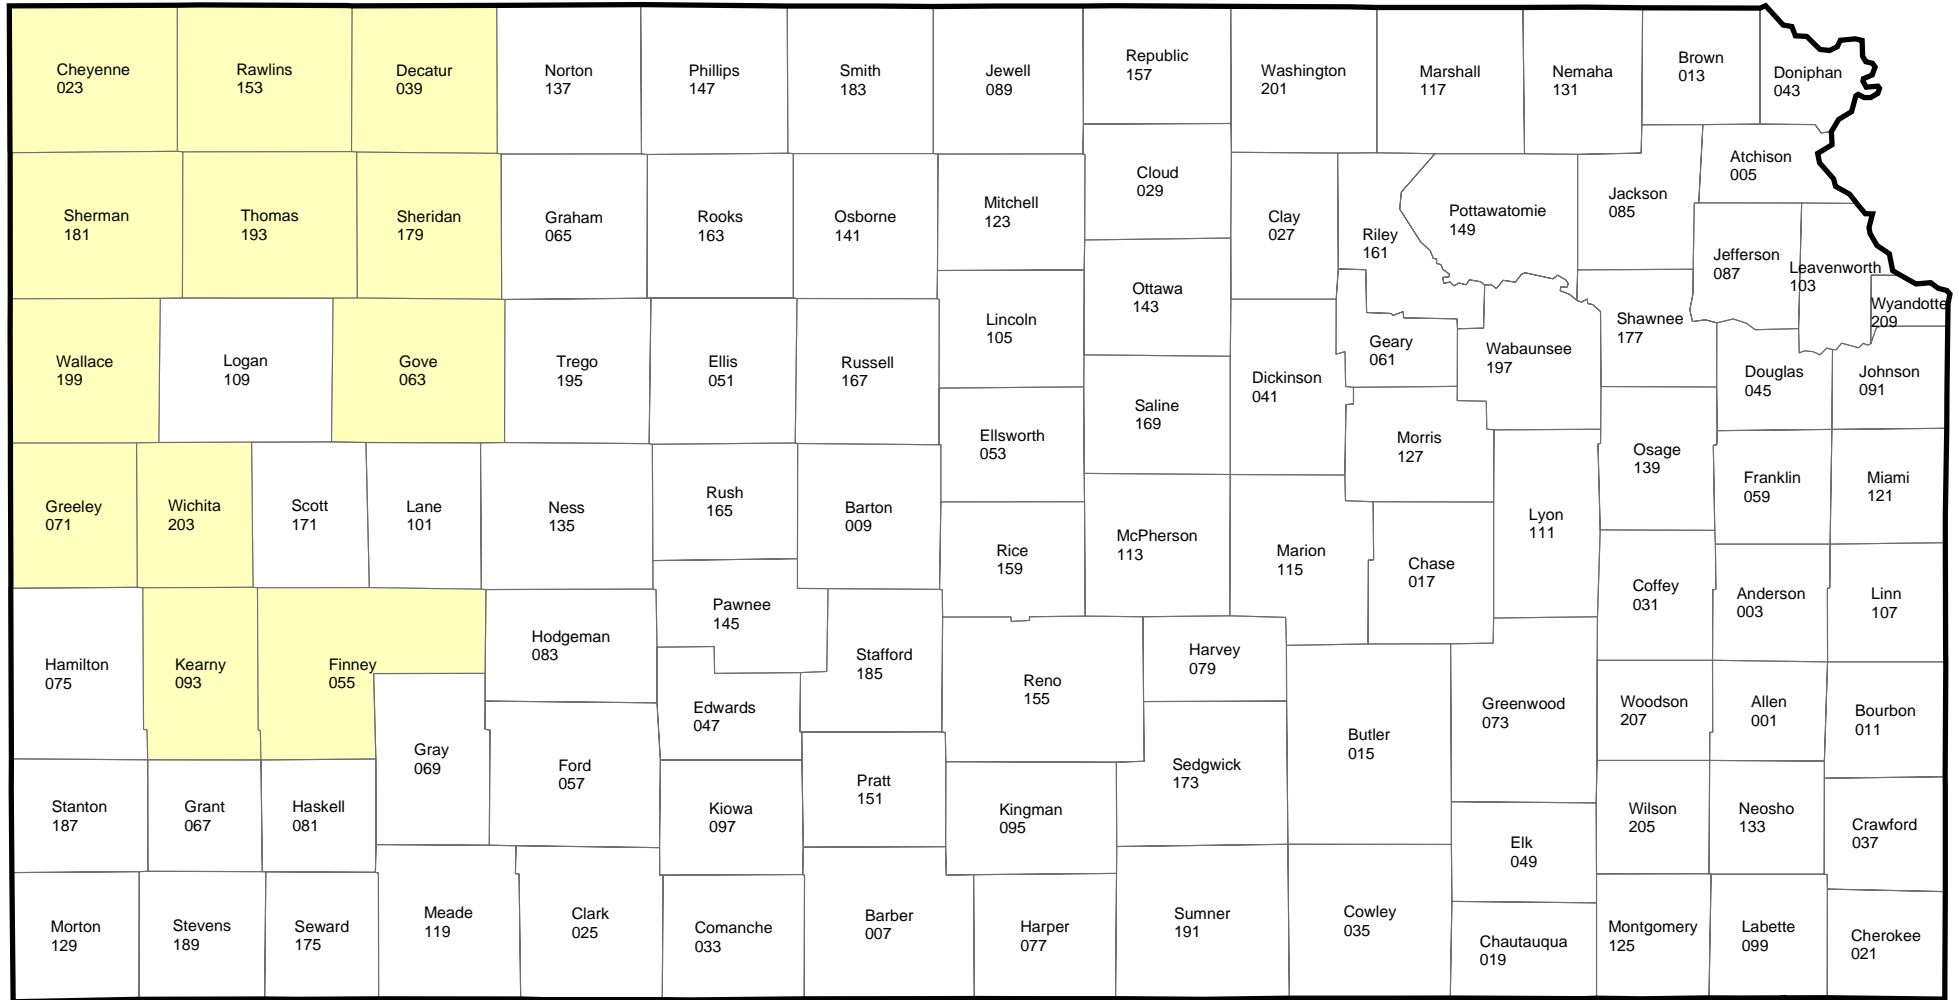 Cheyenne
023
Rawlins
153
Decatur
039
Norton
137
Phillips
147
Smith
183
Jewell
089
Republic
157
Washington
201
Marshall
117
Nemaha
131
Brown
013
Doniphan
043
Sherman
181
Thomas
193
Sheridan
179
Graham
065
Rooks
163
Osborne
141
Mitchell
123
Cloud
029
Clay
027
Riley
161
Pottawatomie
149
Jackson
085
Atchison
005
Jefferson
087
Leavenworth
103
Wyandotte
209
Wallace
199
Logan
109
Gove
063
Trego
195
Ellis
051
Russell
167
Lincoln
105
Ottawa
143
Dickinson
041
Geary
061
Wabaunsee
197
Shawnee
177
Douglas
045
Johnson
091
Ellsworth
053
Saline
169
Morris
127
Osage
139
Franklin
059
Miami
121
Greeley
071
Wichita
203
Scott
171
Lane
101
Ness
135
Rush
165
Barton
009
Rice
159
McPherson
113
Marion
115
Chase
017
Lyon
111
Coffey
031
Anderson
003
Linn
107
Hamilton
075
Kearny
093
Finney
055
Hodgeman
083
Pawnee
145
Stafford
185
Edwards
047
Reno
155
Harvey
079
Butler
015
Greenwood
073
Woodson
207
Allen
001
Bourbon
011
Gray
069
Ford
057
Kiowa
097
Pratt
151
Kingman
095
Sedgwick
173
Stanton
187
Grant
067
Haskell
081
Elk
049
Wilson
205
Neosho
133
Crawford
037
Morton
129
Stevens
189
Seward
175
Meade
119
Clark
025
Comanche
033
Barber
007
Harper
077
Sumner
191
Cowley
035
Chautauqua
019
Montgomery
125
Labette
099
Cherokee
021